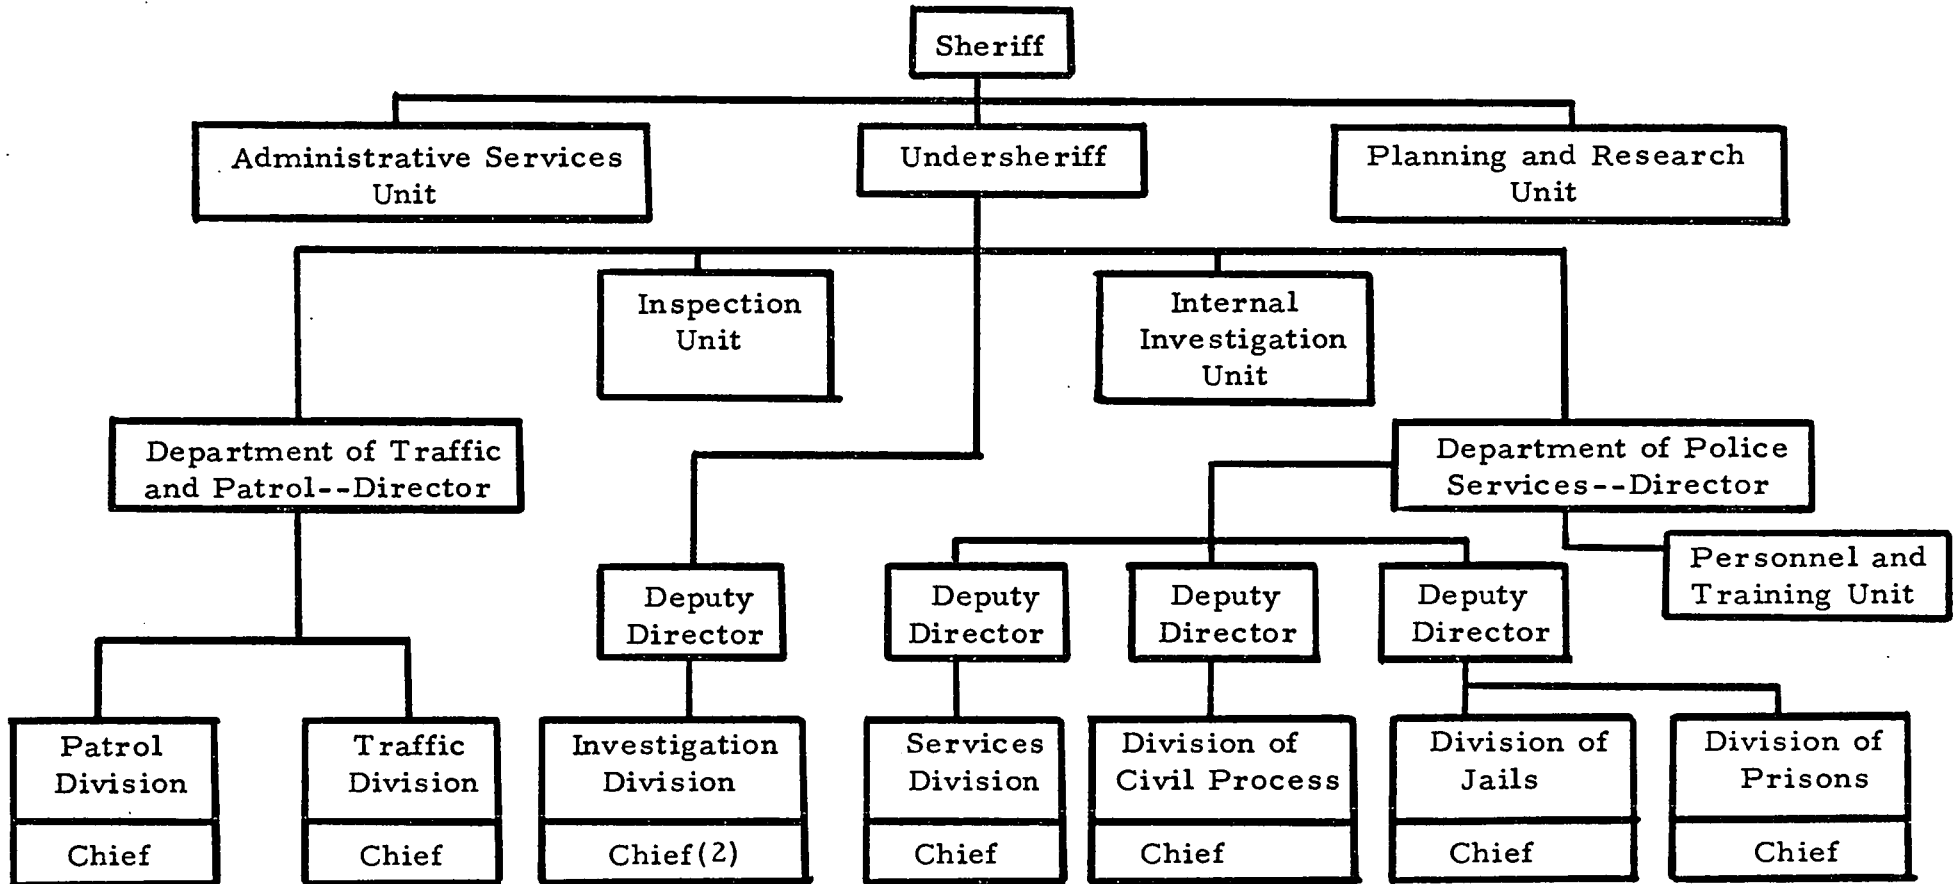 Sheriff
Administrative Services
Unit
Undersheriff
Planning and Research
Unit
Inspection
Unit
Internal
Investigation
Unit
Department of Traffic
and Patrol--Director
Department of Police
Services--Director
Personnel and
Training Unit
Deputy
Director
Deputy
Director
Deputy
Director
Deputy
Director
Patrol
Division
Chief
Traffic
Division
Chief
Investigation
Division
Chief(2)
Services
Division
Chief
Division of
Civil Process
Chief
Division of
Jails
Chief
Division of
Prisons
Chief